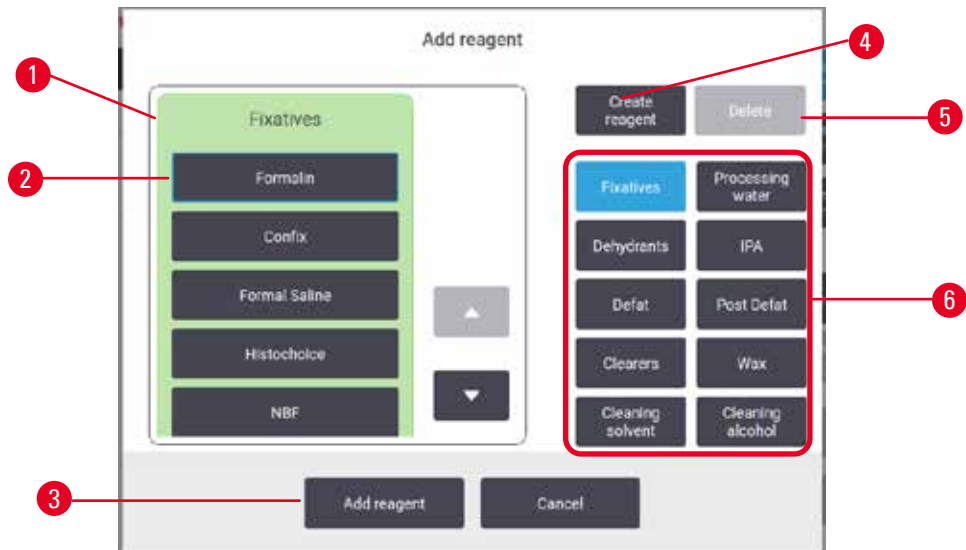 Add reagent
4
1
Create
reagent
Delete
5
Fixatives
2
Formalin
Confix
Formal Saline
Histochoice
NBF
Fixatives
Processing
water
Dehydrants
IPA
Defat
Post Defat
6
Clearers
Wax
Cleaning
solvent
Cleaning
alcohol
3
Add reagent
Cancel